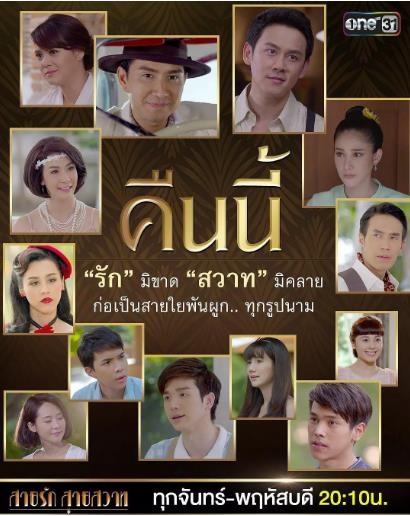 one 31
คืนนี้
“รัก” มิขาด “สวาท” มิคลาย
ก่อเป็นสายใยพันผูก.. ทุกรูปนาม
สายรัก สายสวาท ทุกจันทร์-พฤหัสบดี 20:10น.